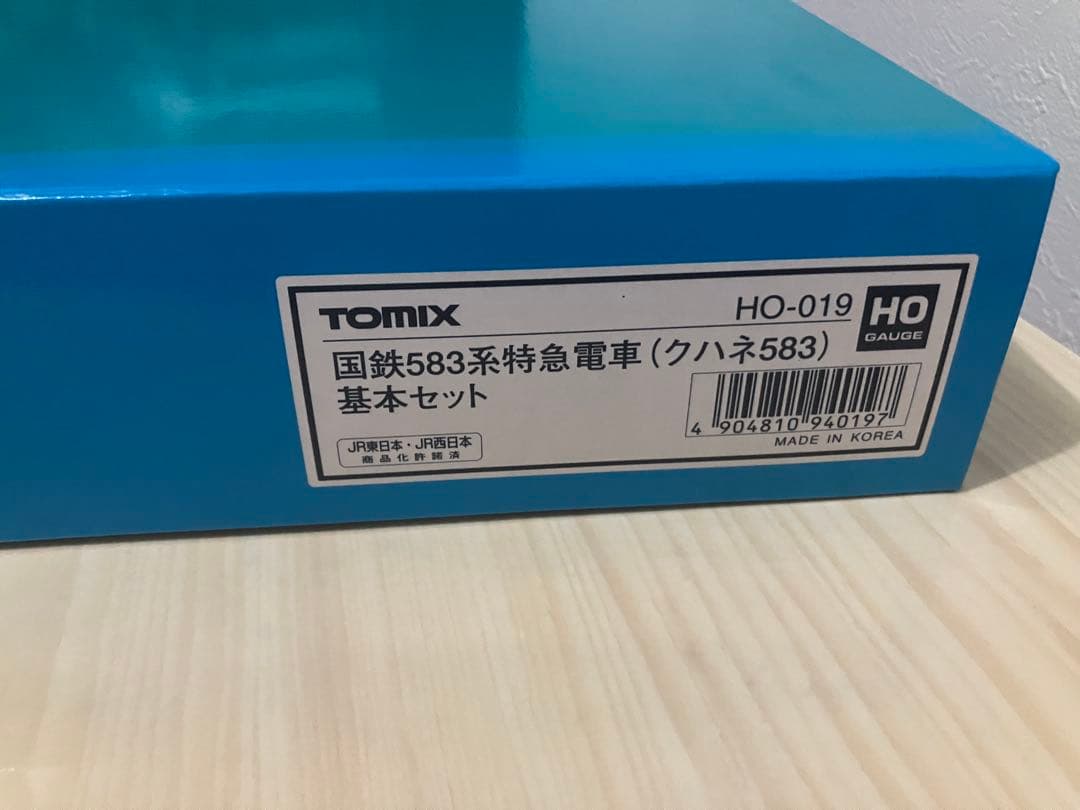 TOMIX
HO-019
HO
GAUGE
国鉄583系特急電車(クハネ583)
基本セット
4 904810 940197
JR東日本・JR西日本
商品化許諾済
MADE IN KOREA